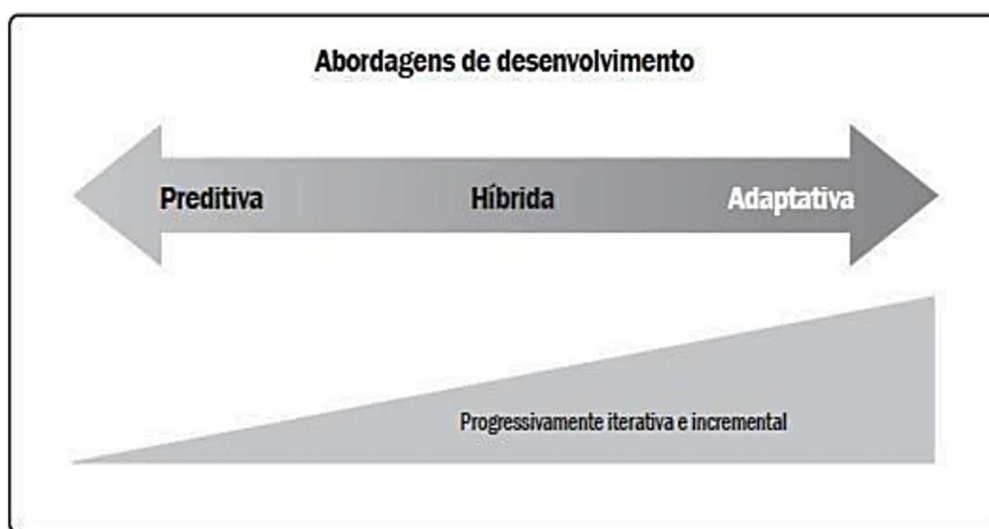 Abordagens de desenvolvimento
Preditiva Híbrida Adaptativa
Progressivamente iterativa e incremental